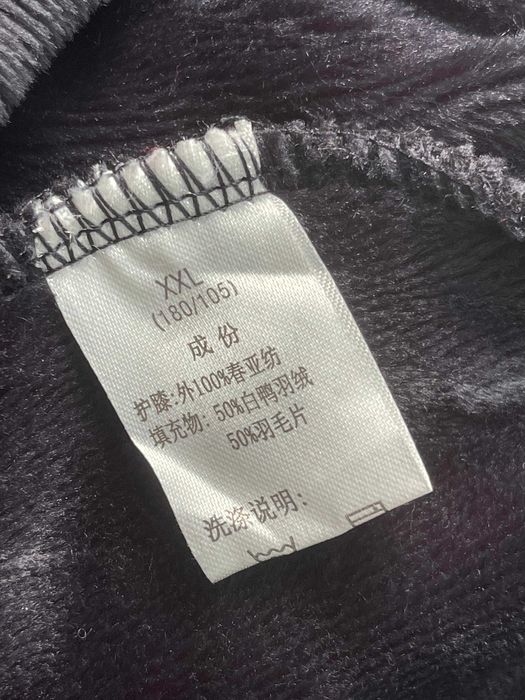 XXL
(180/105)
成份
护膝:外100%春亚纺
填充物: 50%白鸭羽绒
50%羽毛片
洗涤说明: